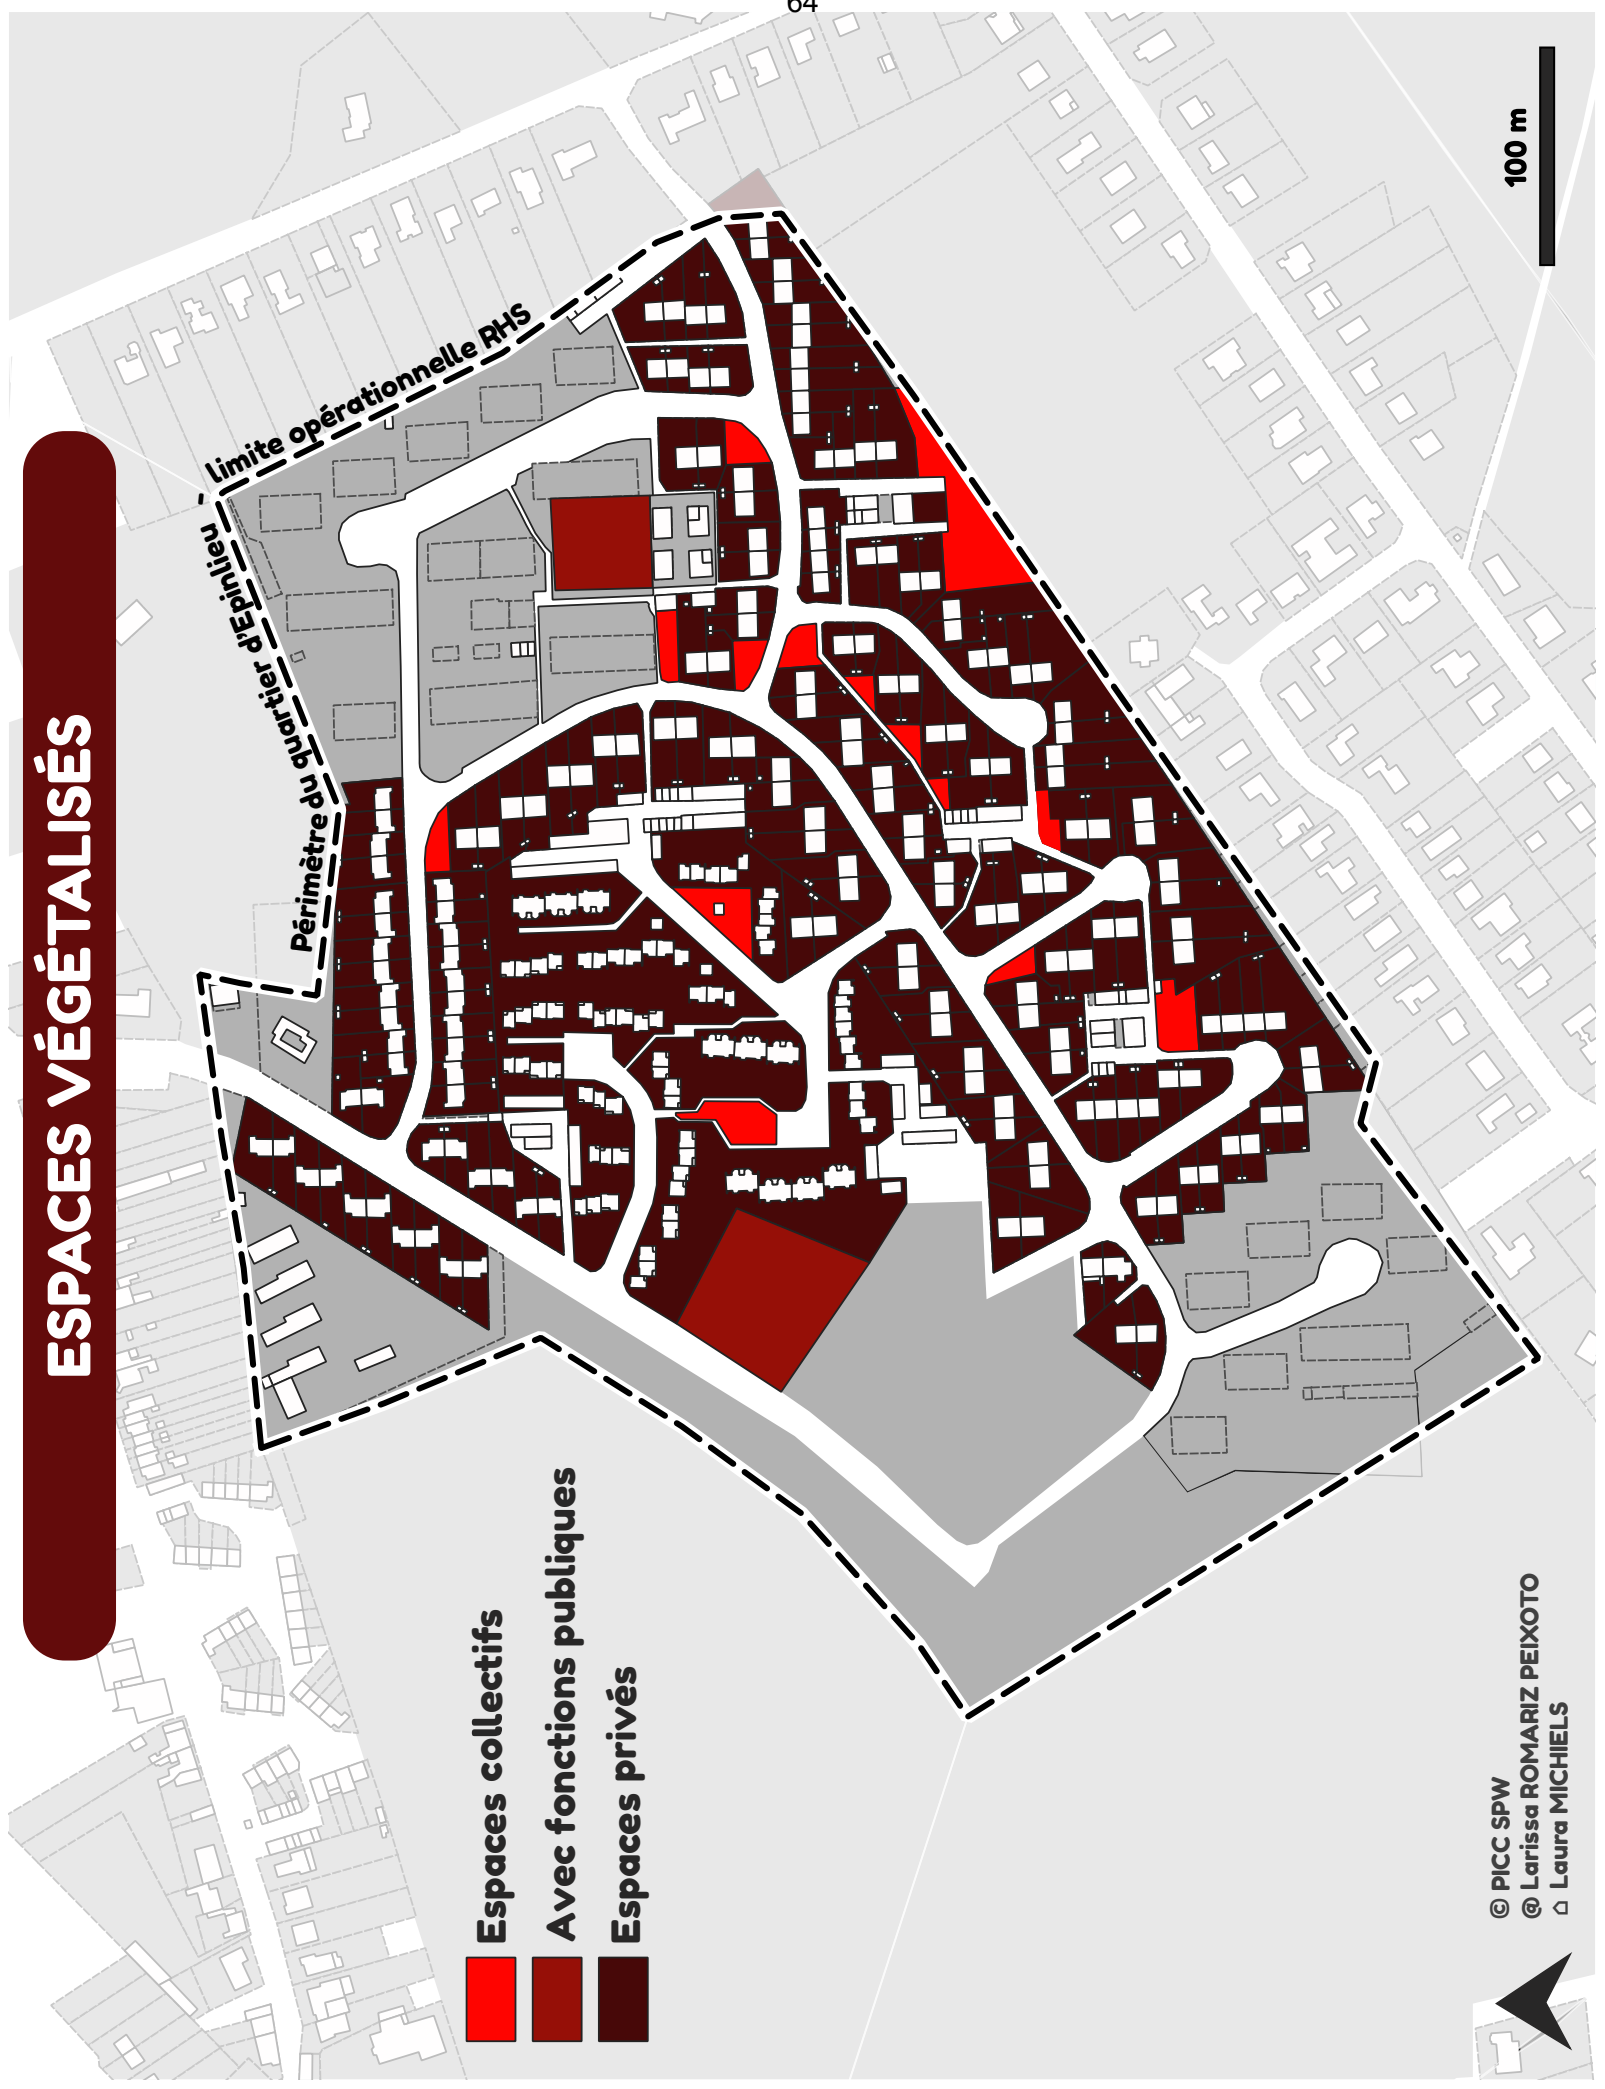 64
ESPACES VÉGÉTALISÉS
Périmètre du quartier d'Epinlieu - limite opérationnelle RHS
100 m
Espaces collectifs
Avec fonctions publiques
Espaces privés
© PICC SPW
@ Larissa ROMARIZ PEIXOTO
⌂ Laura MICHIELS